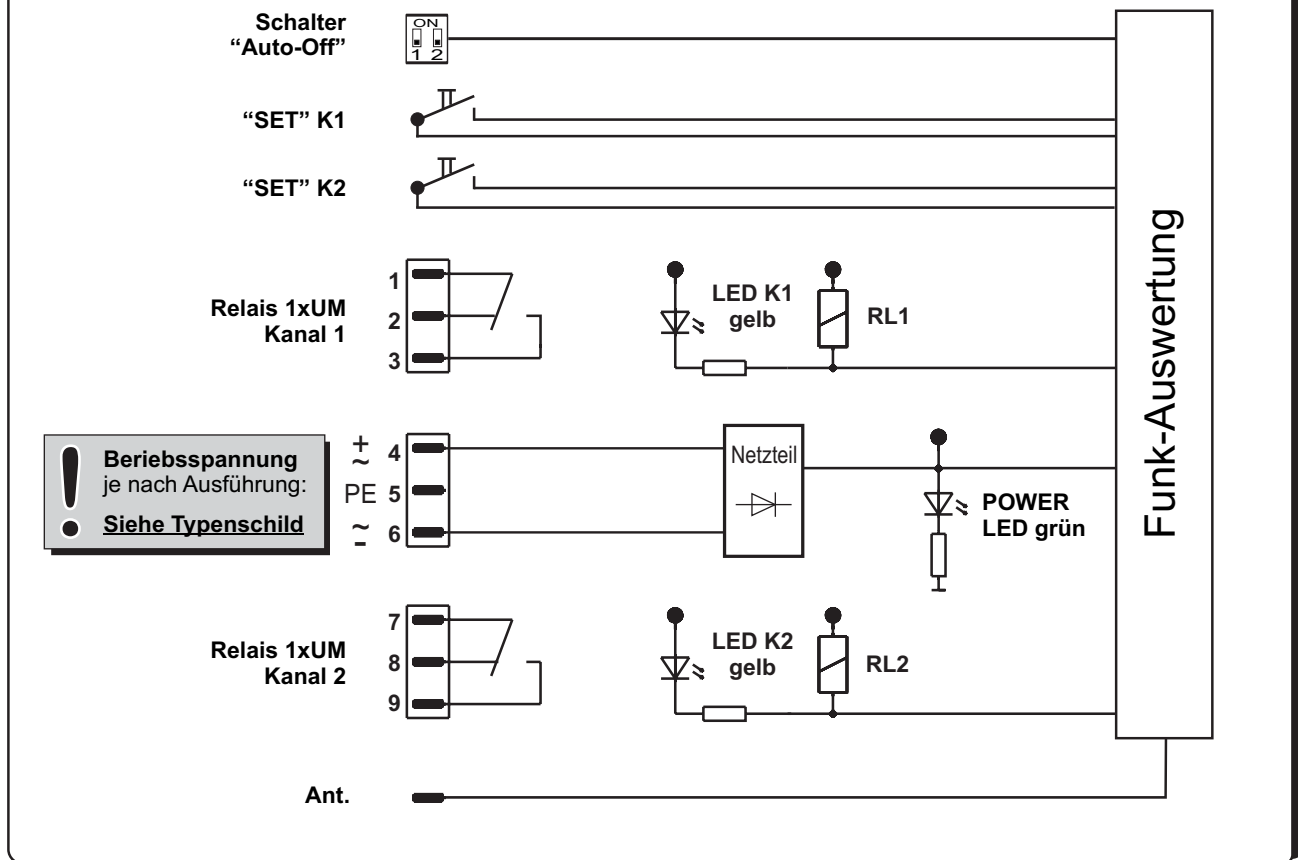 Schalter
“Auto-Off”
ON
1 2
“SET” K1
“SET” K2
Relais 1xUM
Kanal 1
1
2
3
LED K1
gelb
RL1
Funk-Auswertung
! Beriebsspannung
je nach Ausführung:
Siehe Typenschild
+
~ 4
PE 5
~
- 6
Netzteil
POWER
LED grün
Relais 1xUM
Kanal 2
7
8
9
LED K2
gelb
RL2
Ant.